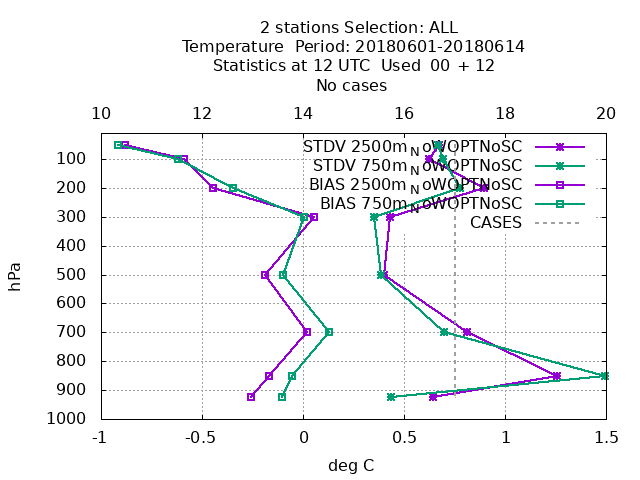 2 stations Selection: ALL
Temperature  Period: 20180601-20180614
Statistics at 12 UTC  Used  00 + 12
No cases
10 12 14 16 18 20
STDV 2500m_NoWOPTNoSC
STDV 750m_NoWOPTNoSC
BIAS 2500m_NoWOPTNoSC
BIAS 750m_NoWOPTNoSC
CASES
100
200
300
400
500
600
700
800
900
1000
hPa
-1 -0.5 0 0.5 1 1.5
deg C